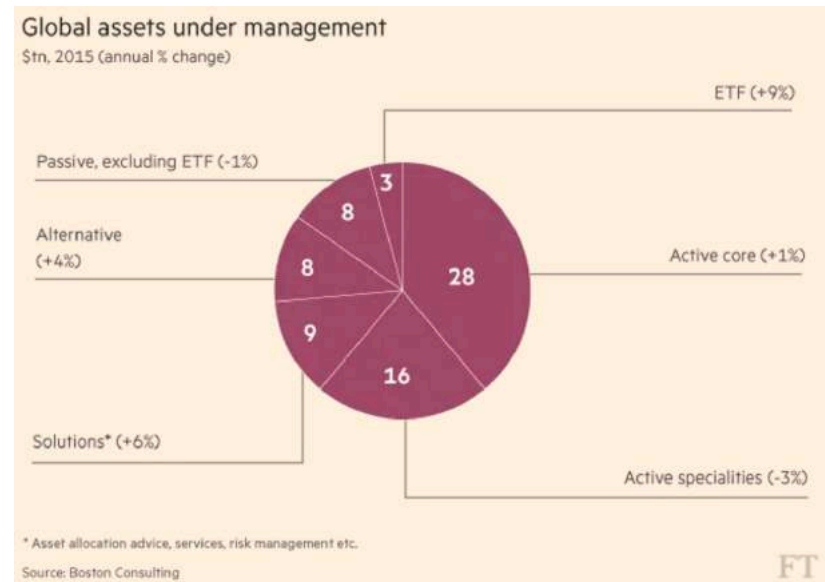 Global assets under management
$tn, 2015 (annual % change)
ETF (+9%)
Passive, excluding ETF (-1%)
3
8
Alternative
(+4%)
8
28
Active core (+1%)
9
16
Solutions* (+6%)
Active specialities (-3%)
* Asset allocation advice, services, risk management etc.
Source: Boston Consulting
FT